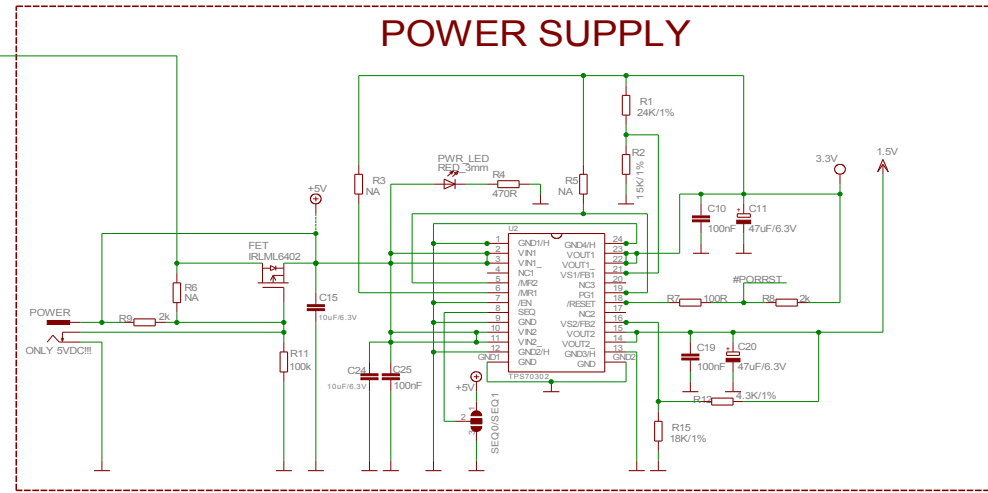 POWER SUPPLY
R1
24K/1%
R2
15K/1%
PWR_LED
RED_3mm
R4
470R
R3
NA
R5
NA
3.3V
1.5V
+5V
FET
IRLML6402
C10
100nF
C11
47uF/6.3V
U2
1 GND1/H GND4/H 24
2 VIN1 VOUT1 23
3 VIN1_ VOUT1_ 22
4 NC1 VS1/FB1 21
5 /MR2 NC3 20
6 /MR1 PG1 19
7 /EN /RESET 18
8 SEQ NC2 17
9 GND VS2/FB2 16
10 VIN2 VOUT2 15
11 VIN2_ VOUT2_ 14
12 GND2/H GND3/H 13
GND1 GND GND GND2
TPS70302
#PORRST
R7
100R
R8
2k
R6
NA
C15
10uF/6.3V
POWER
R9
2k
ONLY 5VDC!!!
R11
100k
C24
10uF/6.3V
C25
100nF
+5V
1
2
3
SEQ0/SEQ1
C19
100nF
C20
47uF/6.3V
R12
4.3K/1%
R15
18K/1%